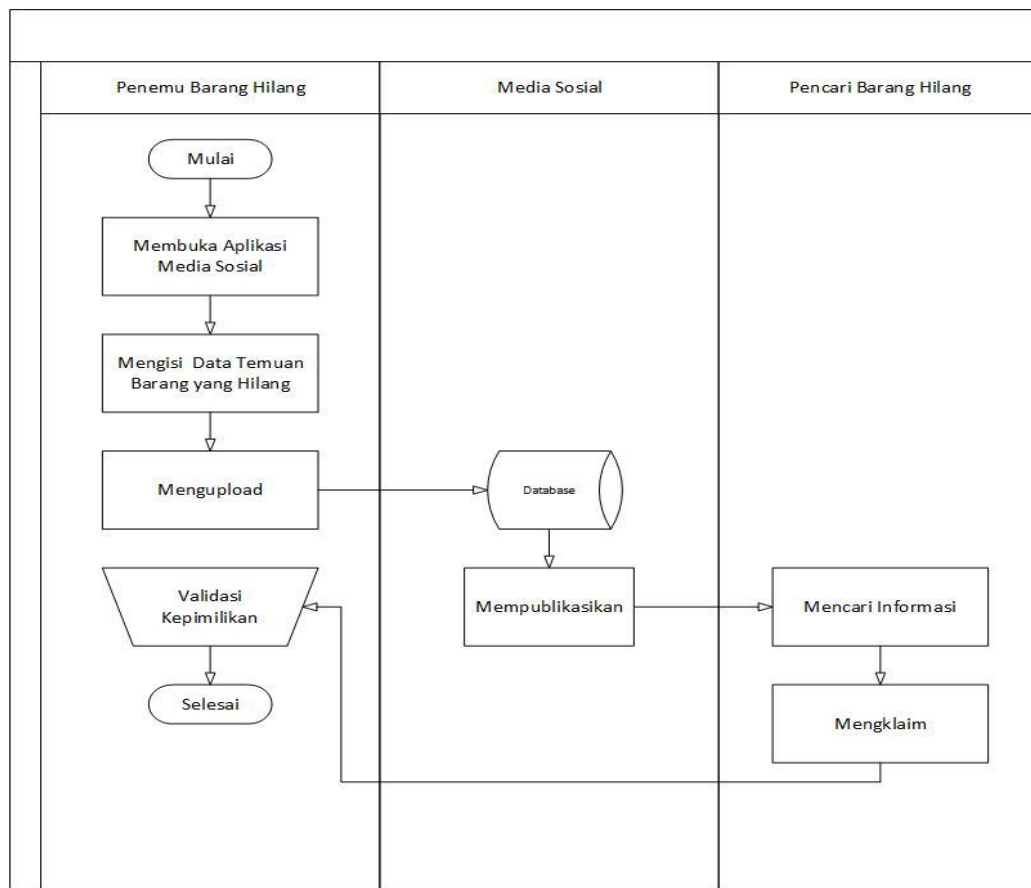 Penemu Barang Hilang
Media Sosial
Pencari Barang Hilang
Mulai
Membuka Aplikasi
Media Sosial
Mengisi Data Temuan
Barang yang Hilang
Mengupload
Database
Validasi
Kepimilikan
Mempublikasikan
Mencari Informasi
Selesai
Mengklaim